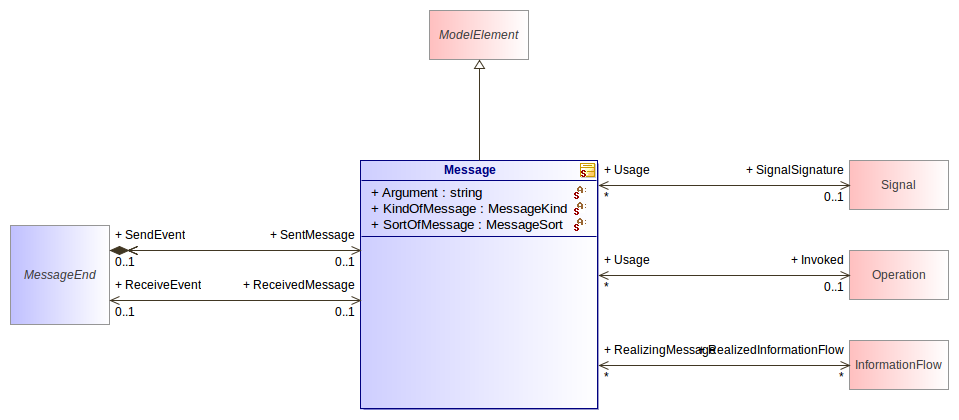 ModelElement
Message
+ Argument : string
+ KindOfMessage : MessageKind
+ SortOfMessage : MessageSort
MessageEnd
+ SendEvent
+ SentMessage
0..1
0..1
+ ReceiveEvent
+ ReceivedMessage
0..1
0..1
+ Usage
+ SignalSignature
*
0..1
Signal
+ Usage
+ Invoked
*
0..1
Operation
+ RealizingMessage
+ RealizedInformationFlow
*
*
InformationFlow